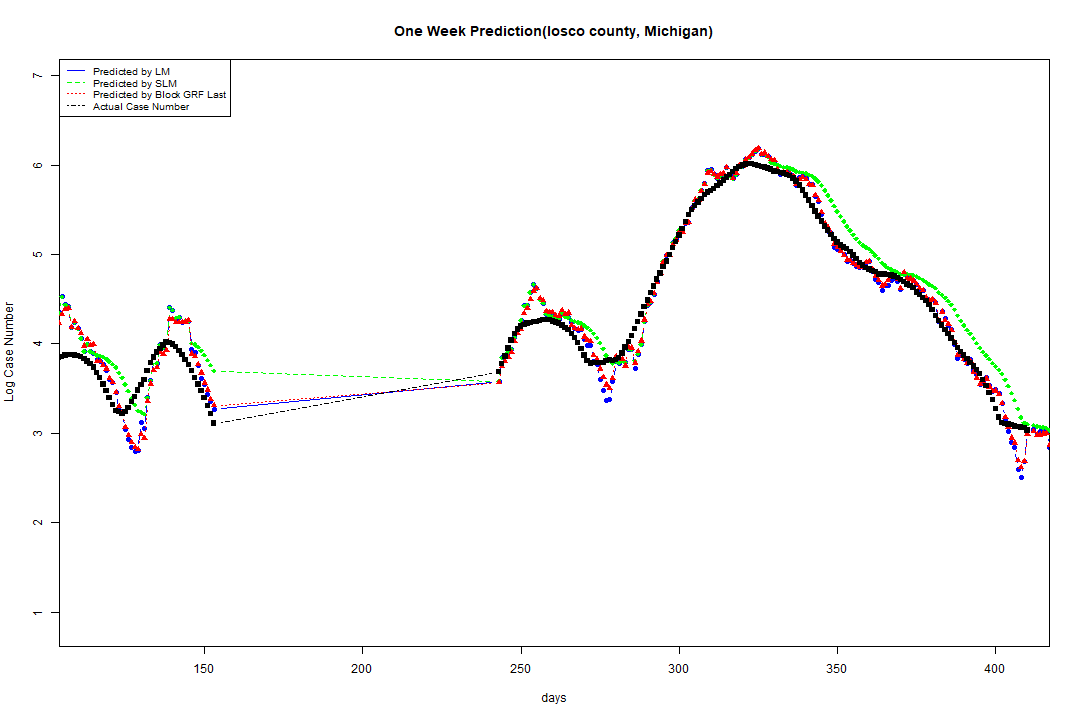 One Week Prediction(Iosco county, Michigan)
Predicted by LM
Predicted by SLM
Predicted by Block GRF Last
Actual Case Number
Log Case Number
7
6
5
4
3
2
1
150
200
250
300
350
400
days